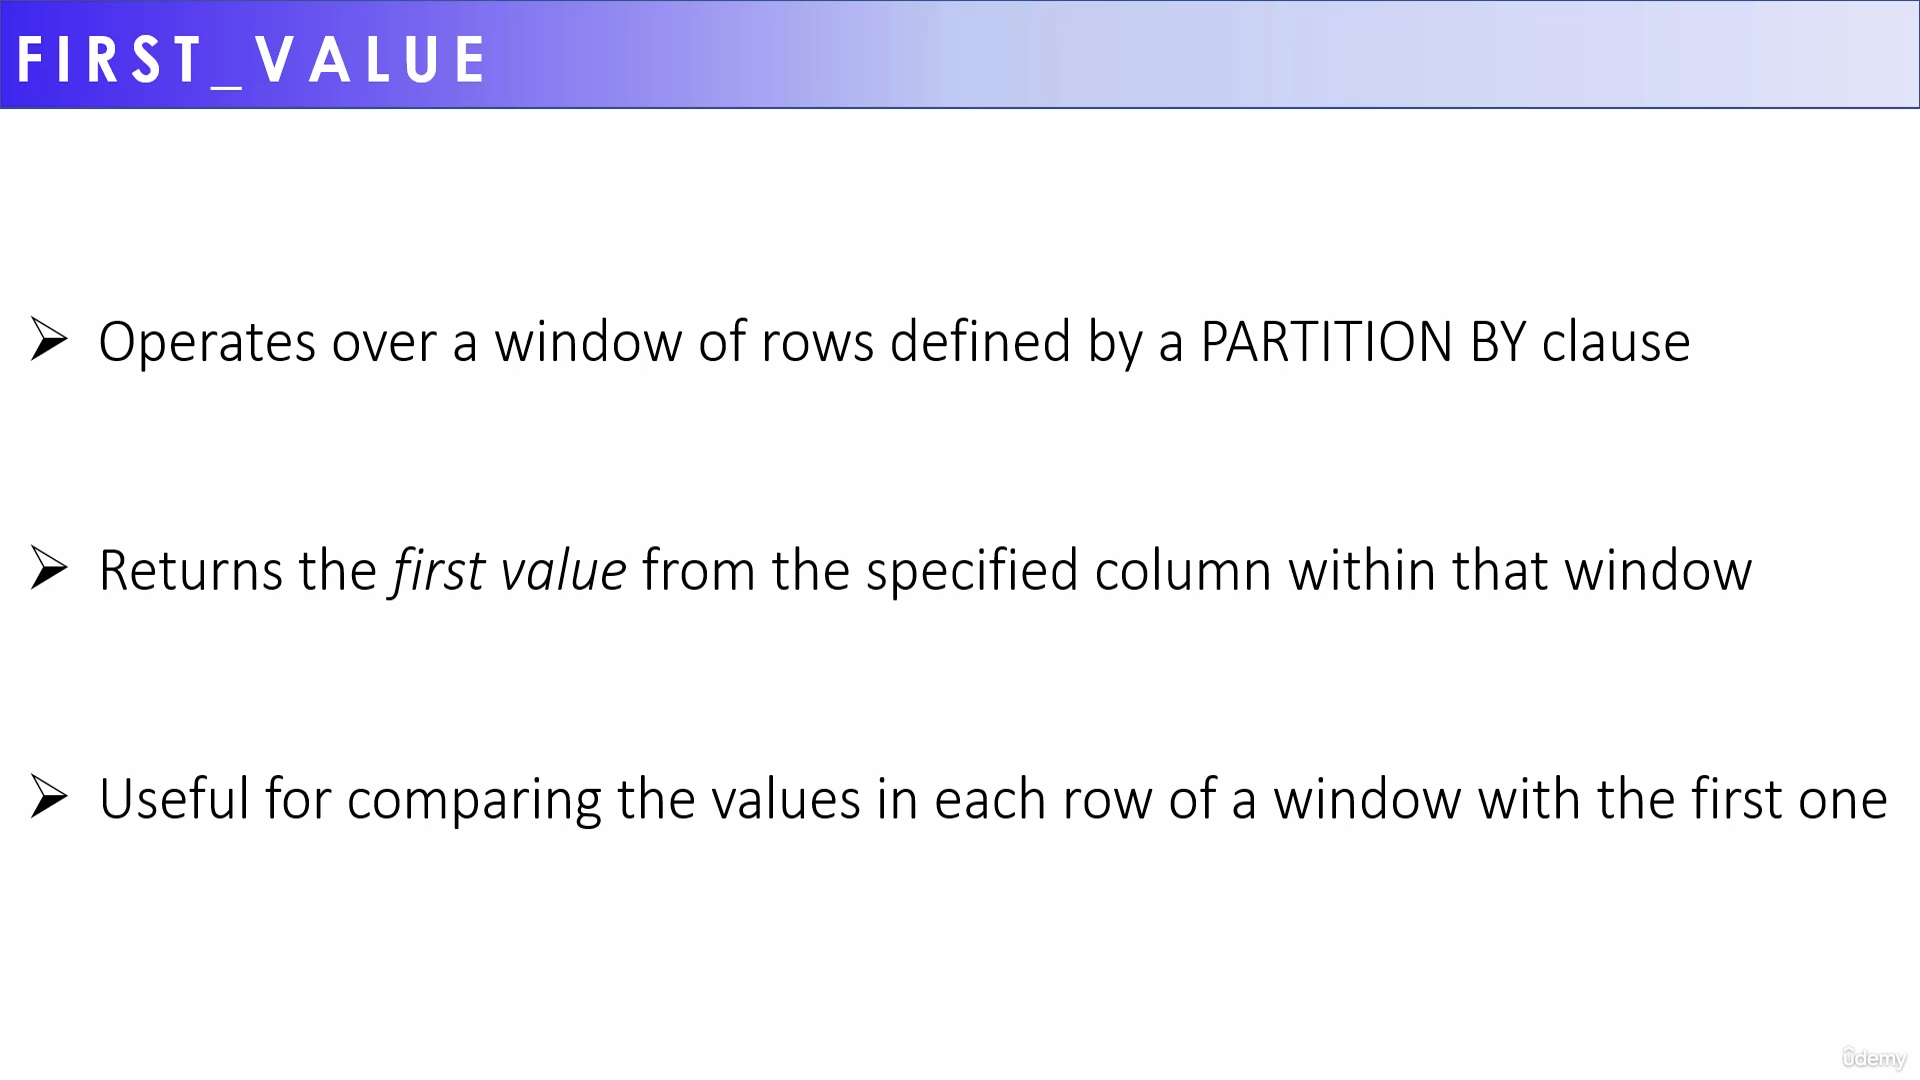 FIRST_VALUE
Operates over a window of rows defined by a PARTITION BY clause
Returns the first value from the specified column within that window
Useful for comparing the values in each row of a window with the first one
ûdemy